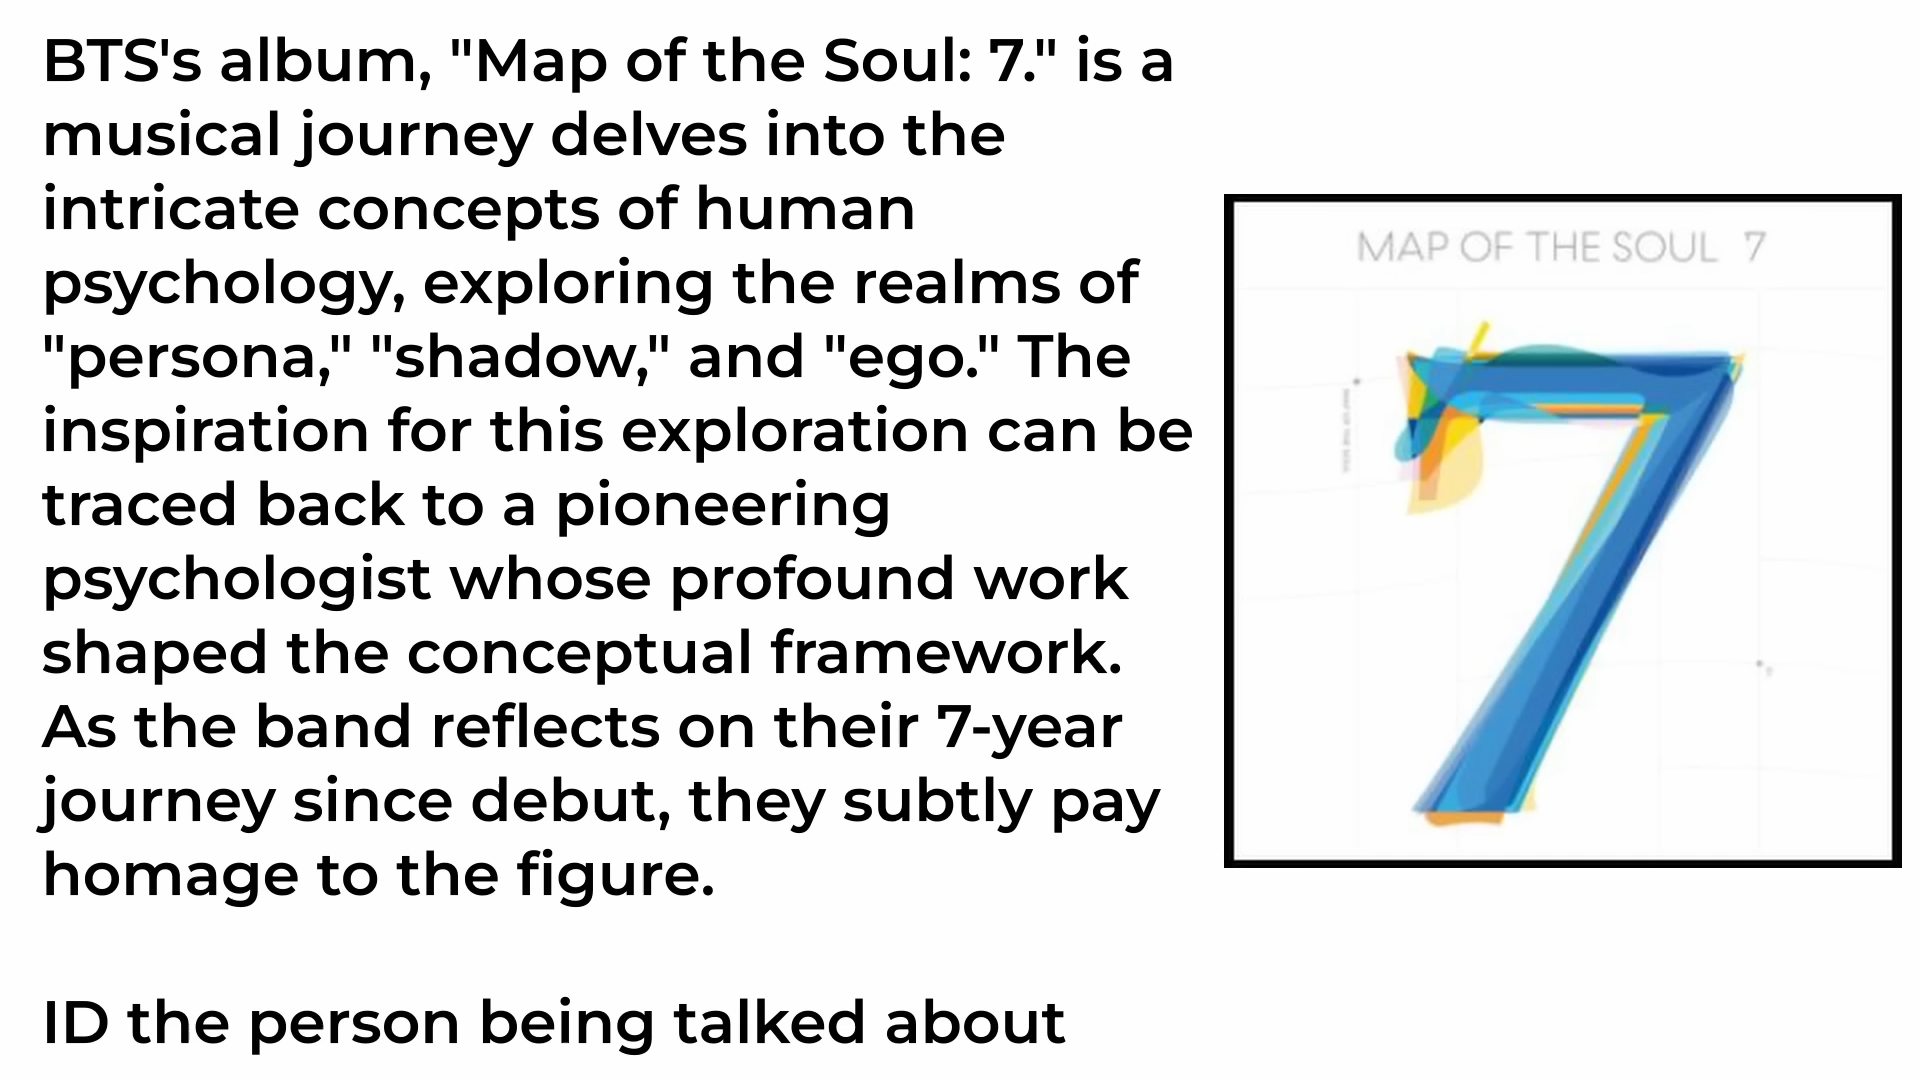 BTS's album, "Map of the Soul: 7." is a
musical journey delves into the
intricate concepts of human
psychology, exploring the realms of
"persona," "shadow," and "ego." The
inspiration for this exploration can be
traced back to a pioneering
psychologist whose profound work
shaped the conceptual framework.
As the band reflects on their 7-year
journey since debut, they subtly pay
homage to the figure.
ID the person being talked about
MAP OF THE SOUL 7
7